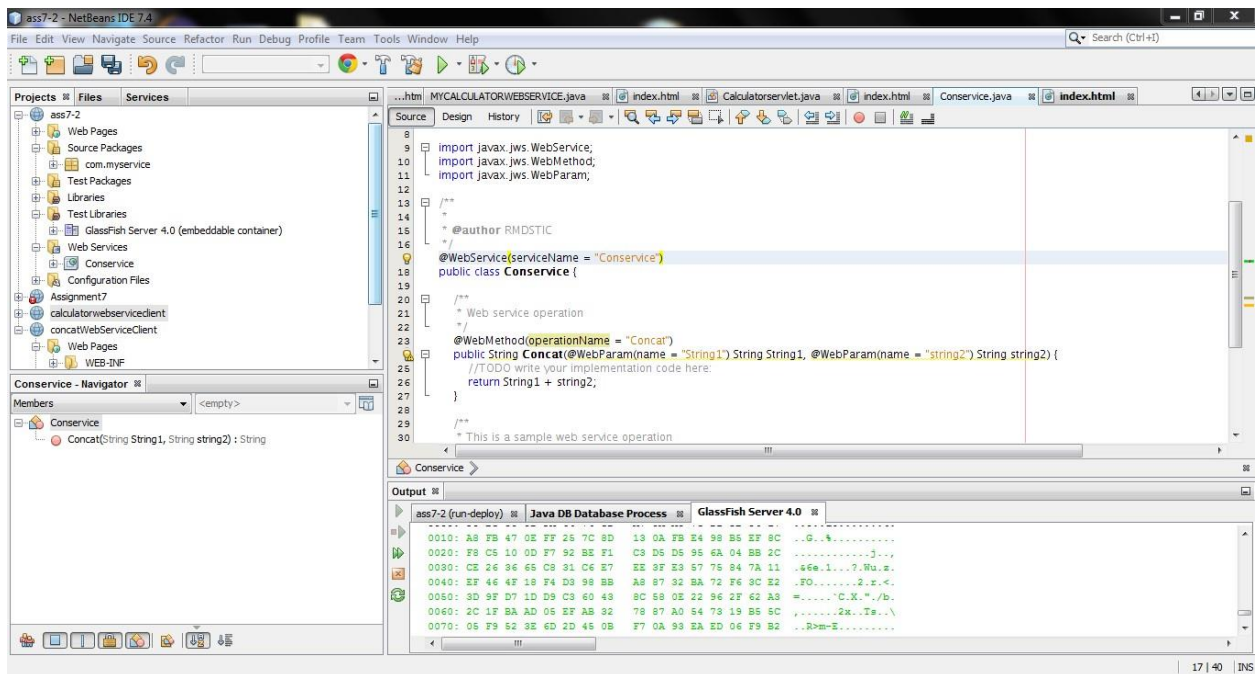 ass7-2 - NetBeans IDE 7.4
File Edit View Navigate Source Refactor Run Debug Profile Team Tools Window Help
Search (Ctrl+I)
Projects Files Services
ass7-2
Web Pages
Source Packages
com.myservice
Test Packages
Libraries
Test Libraries
GlassFish Server 4.0 (embeddable container)
Web Services
Conservice
Configuration Files
Assignment7
calculatorwebserviceclient
concatWebServiceClient
Web Pages
WEB-INF
Conservice - Navigator
Members <empty>
Conservice
Concat(String String1, String string2) : String
...htm MYCALCULATORWEBSERVICE.java index.html Calculatorservlet.java index.html Conservice.java index.html
Source Design History
8
9 import javax.jws.WebService;
10 import javax.jws.WebMethod;
11 import javax.jws.WebParam;
12
13 /**
14 *
15 * @author RMDSTIC
16 */
@WebService(serviceName = "Conservice")
18 public class Conservice {
19
20 /**
21 * Web service operation
22 */
23 @WebMethod(operationName = "Concat")
public String Concat(@WebParam(name = "String1") String String1, @WebParam(name = "string2") String string2) {
25 //TODO write your implementation code here:
26 return String1 + string2;
27 }
28
29 /**
30 * This is a sample web service operation
Conservice
Output
ass7-2 (run-deploy) Java DB Database Process GlassFish Server 4.0
0010: A8 FB 47 0E FF 25 7C 8D 13 0A FB E4 98 B5 EF 8C ..G..%..........
0020: F8 C5 10 0D F7 92 BE F1 C3 D5 D5 95 6A 04 BB 2C ............j..,
0030: CE 26 36 65 C8 31 C6 E7 EE 3F E3 57 75 84 7A 11 .&6e.1...?.Wu.z.
0040: EF 46 4F 18 F4 D3 98 BB A8 87 32 BA 72 F6 3C E2 .FO.......2.r.<.
0050: 3D 9F D7 1D D9 C3 60 43 8C 58 0E 22 96 2F 62 A3 =.....`C.X."./b.
0060: 2C 1F BA AD 05 EF AB 32 78 87 A0 54 73 19 B5 5C ,......2x..Ts..\
0070: 05 F9 52 3E 6D 2D 45 0B F7 0A 93 EA ED 06 F9 B2 ..R>m-E.........
17 | 40 INS